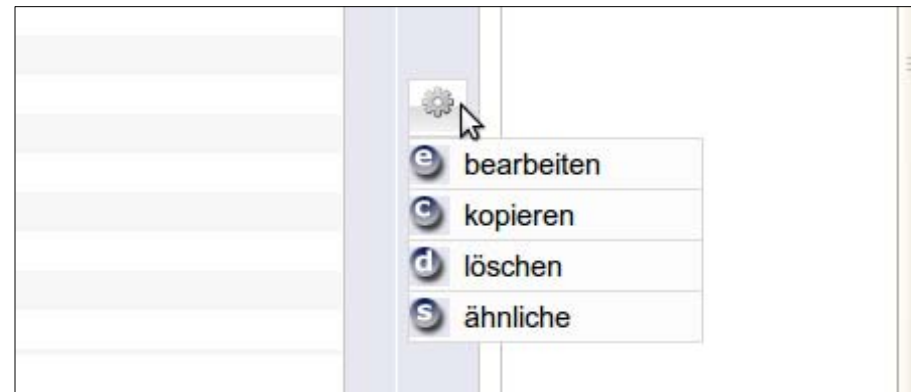 e bearbeiten
c kopieren
d löschen
s ähnliche